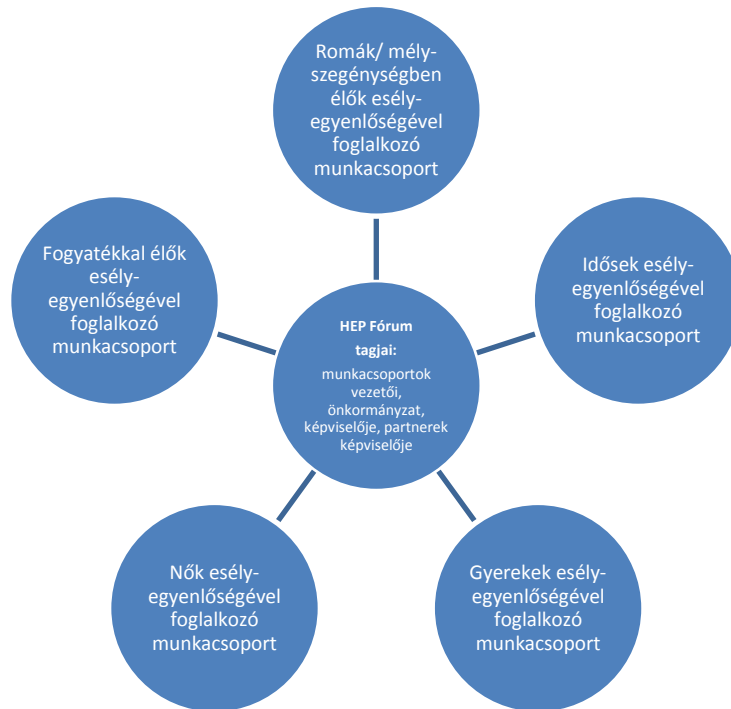 Romák/ mély-
szegénységben
élők esély-
egyenlőségével
foglalkozó
munkacsoport
Fogyatékkal élők
esély-
egyenlőségével
foglalkozó
munkacsoport
Idősek esély-
egyenlőségével
foglalkozó
munkacsoport
HEP Fórum
tagjai:
munkacsoportok
vezetői,
önkormányzat,
képviselője, partnerek
képviselője
Nők esély-
egyenlőségével
foglalkozó
munkacsoport
Gyerekek esély-
egyenlőségével
foglalkozó
munkacsoport